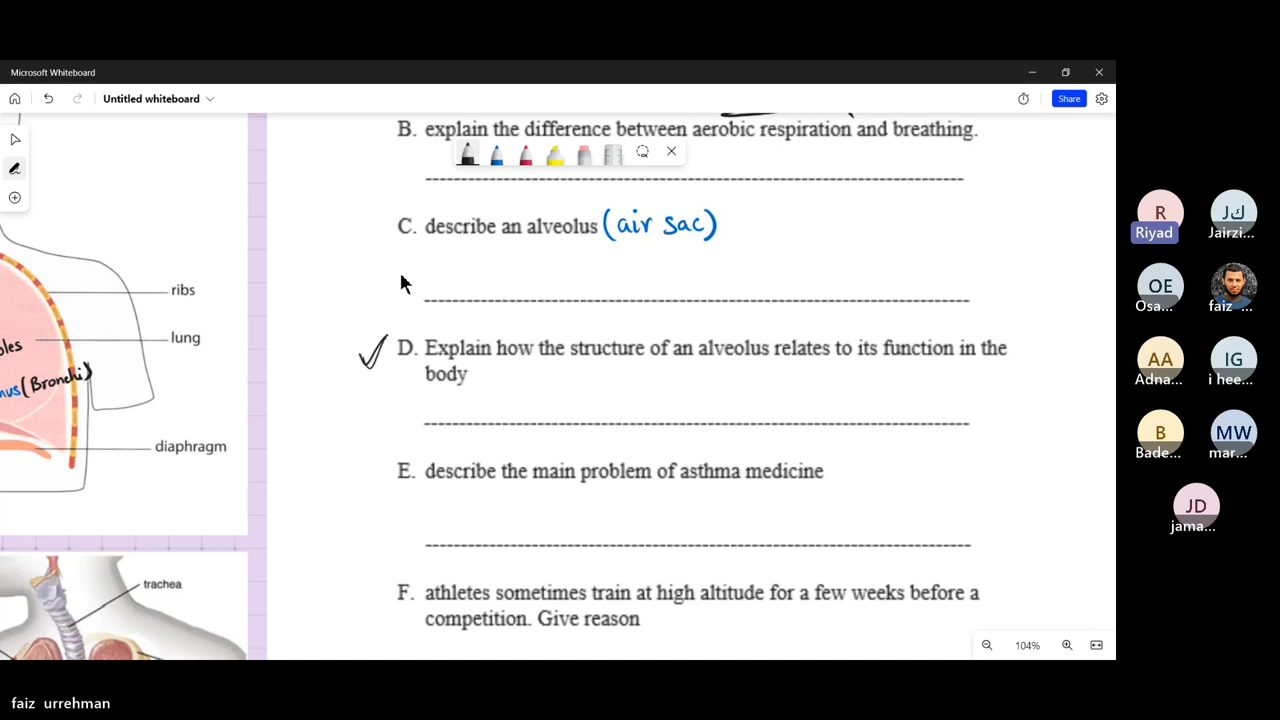 Microsoft Whiteboard
Untitled whiteboard
Share
B. explain the difference between aerobic respiration and breathing.
C. describe an alveolus (air sac)
D. Explain how the structure of an alveolus relates to its function in the
body
E. describe the main problem of asthma medicine
F. athletes sometimes train at high altitude for a few weeks before a
competition. Give reason
ribs
lung
(Bronchi)
diaphragm
trachea
104%
R
Riyad
كJ
Jairzi...
OE
Osa...
faiz ...
AA
Adna...
IG
i hee...
B
Bade...
MW
mar...
JD
jama...
faiz urrehman